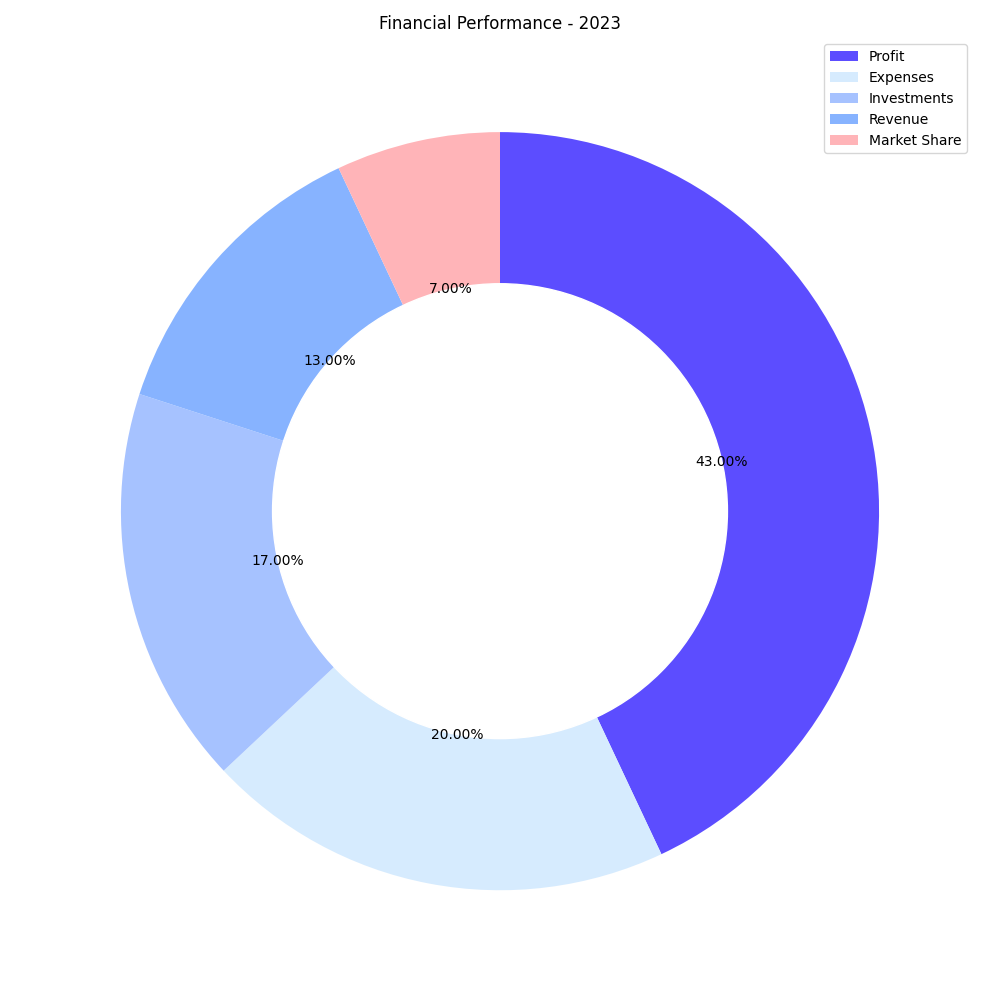 Financial Performance - 2023
Profit
Expenses
Investments
Revenue
Market Share
7.00%
13.00%
43.00%
17.00%
20.00%